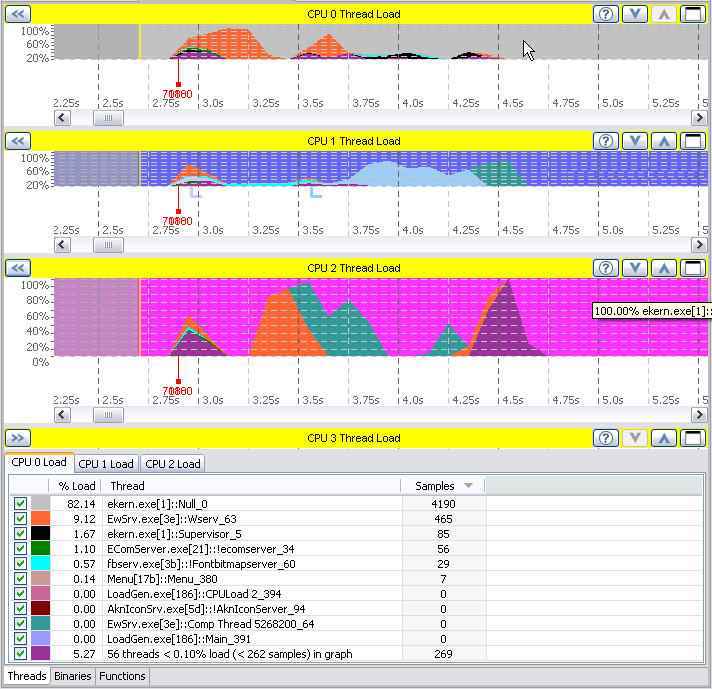 CPU 0 Thread Load
100%
60%
20%
70800
2.25s 2.5s 2.75s 3.0s 3.25s 3.5s 3.75s 4.0s 4.25s 4.5s 4.75s 5.0s 5.25s 5
CPU 1 Thread Load
100%
60%
20%
70800
2.25s 2.5s 2.75s 3.0s 3.25s 3.5s 3.75s 4.0s 4.25s 4.5s 4.75s 5.0s 5.25s 5
CPU 2 Thread Load
100%
80%
60%
40%
20%
0%
100.00% ekern.exe[1]::
2.25s 2.5s 2.75s 3.0s 3.25s 3.5s 3.75s 4.0s 4.25s 4.5s 4.75s 5.0s 5.25s 5
70800
CPU 3 Thread Load
CPU 0 Load CPU 1 Load CPU 2 Load
% Load Thread Samples
82.14 ekern.exe[1]::Null_0 4190
9.12 EwSrv.exe[3e]::Wserv_63 465
1.67 ekern.exe[1]::Supervisor_5 85
1.10 EComServer.exe[21]::!ecomserver_34 56
0.57 fbserv.exe[3b]::!Fontbitmapserver_60 29
0.14 Menu[17b]::Menu_380 7
0.00 LoadGen.exe[186]::CPULoad 2_394 0
0.00 AknIconSrv.exe[5d]::!AknIconServer_94 0
0.00 EwSrv.exe[3e]::Comp Thread 5268200_64 0
0.00 LoadGen.exe[186]::Main_391 0
5.27 56 threads < 0.10% load (< 262 samples) in graph 269
Threads Binaries Functions